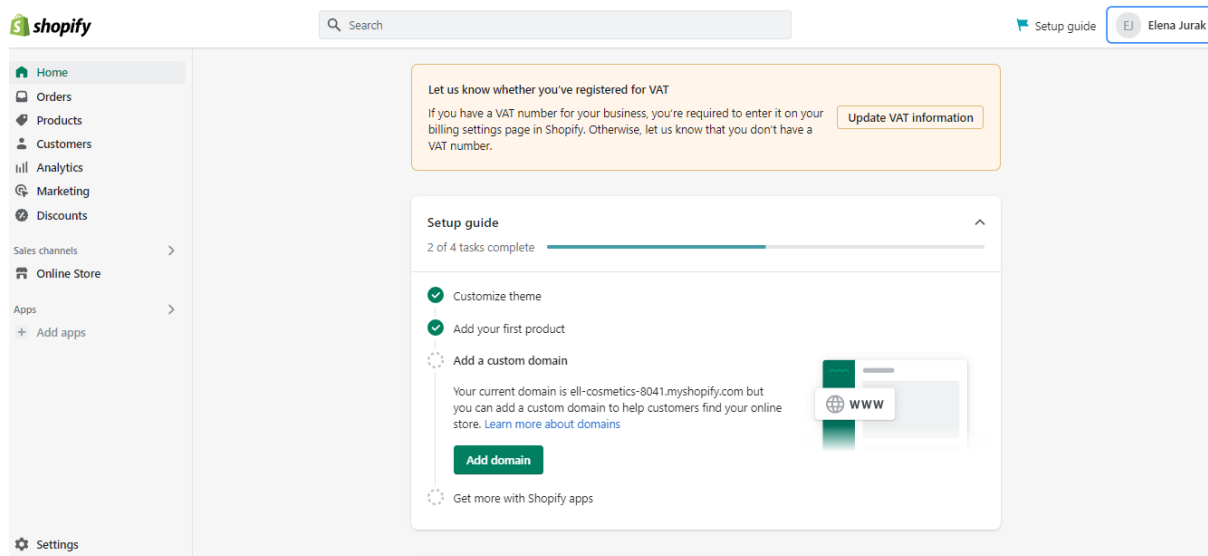 shopify
Search
Setup guide
EJ
Elena Jurak
Home
Orders
Products
Customers
Analytics
Marketing
Discounts
Sales channels
Online Store
Apps
+ Add apps
Settings
Let us know whether you've registered for VAT
If you have a VAT number for your business, you're required to enter it on your
billing settings page in Shopify. Otherwise, let us know that you don't have a
VAT number.
Update VAT information
Setup guide
2 of 4 tasks complete
Customize theme
Add your first product
Add a custom domain
Your current domain is ell-cosmetics-8041.myshopify.com but
you can add a custom domain to help customers find your online
store. Learn more about domains
Add domain
www
Get more with Shopify apps